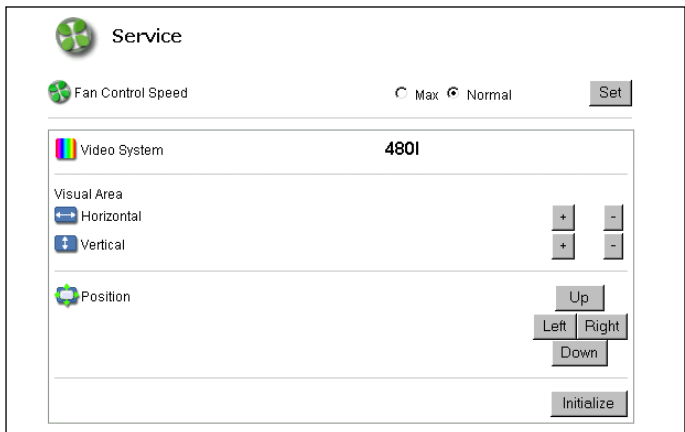 Service
Fan Control Speed Max Normal Set
Video System 480I
Visual Area
Horizontal + -
Vertical + -
Position Up
Left Right
Down
Initialize